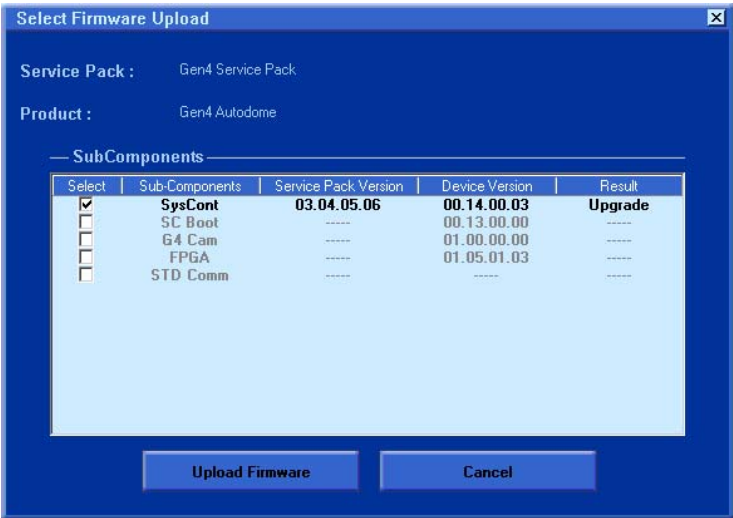 Select Firmware Upload
Service Pack : Gen4 Service Pack
Product : Gen4 Autodome
SubComponents
Select Sub-Components Service Pack Version Device Version Result
SysCont 03.04.05.06 00.14.00.03 Upgrade
SC Boot ----- 00.13.00.00 -----
G4 Cam ----- 01.00.00.00 -----
FPGA ----- 01.05.01.03 -----
STD Comm ----- ----- -----
Upload Firmware Cancel